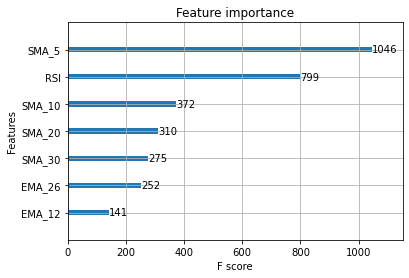 Feature importance
Features
SMA_5 1046
RSI 799
SMA_10 372
SMA_20 310
SMA_30 275
EMA_26 252
EMA_12 141
0 200 400 600 800 1000
F score